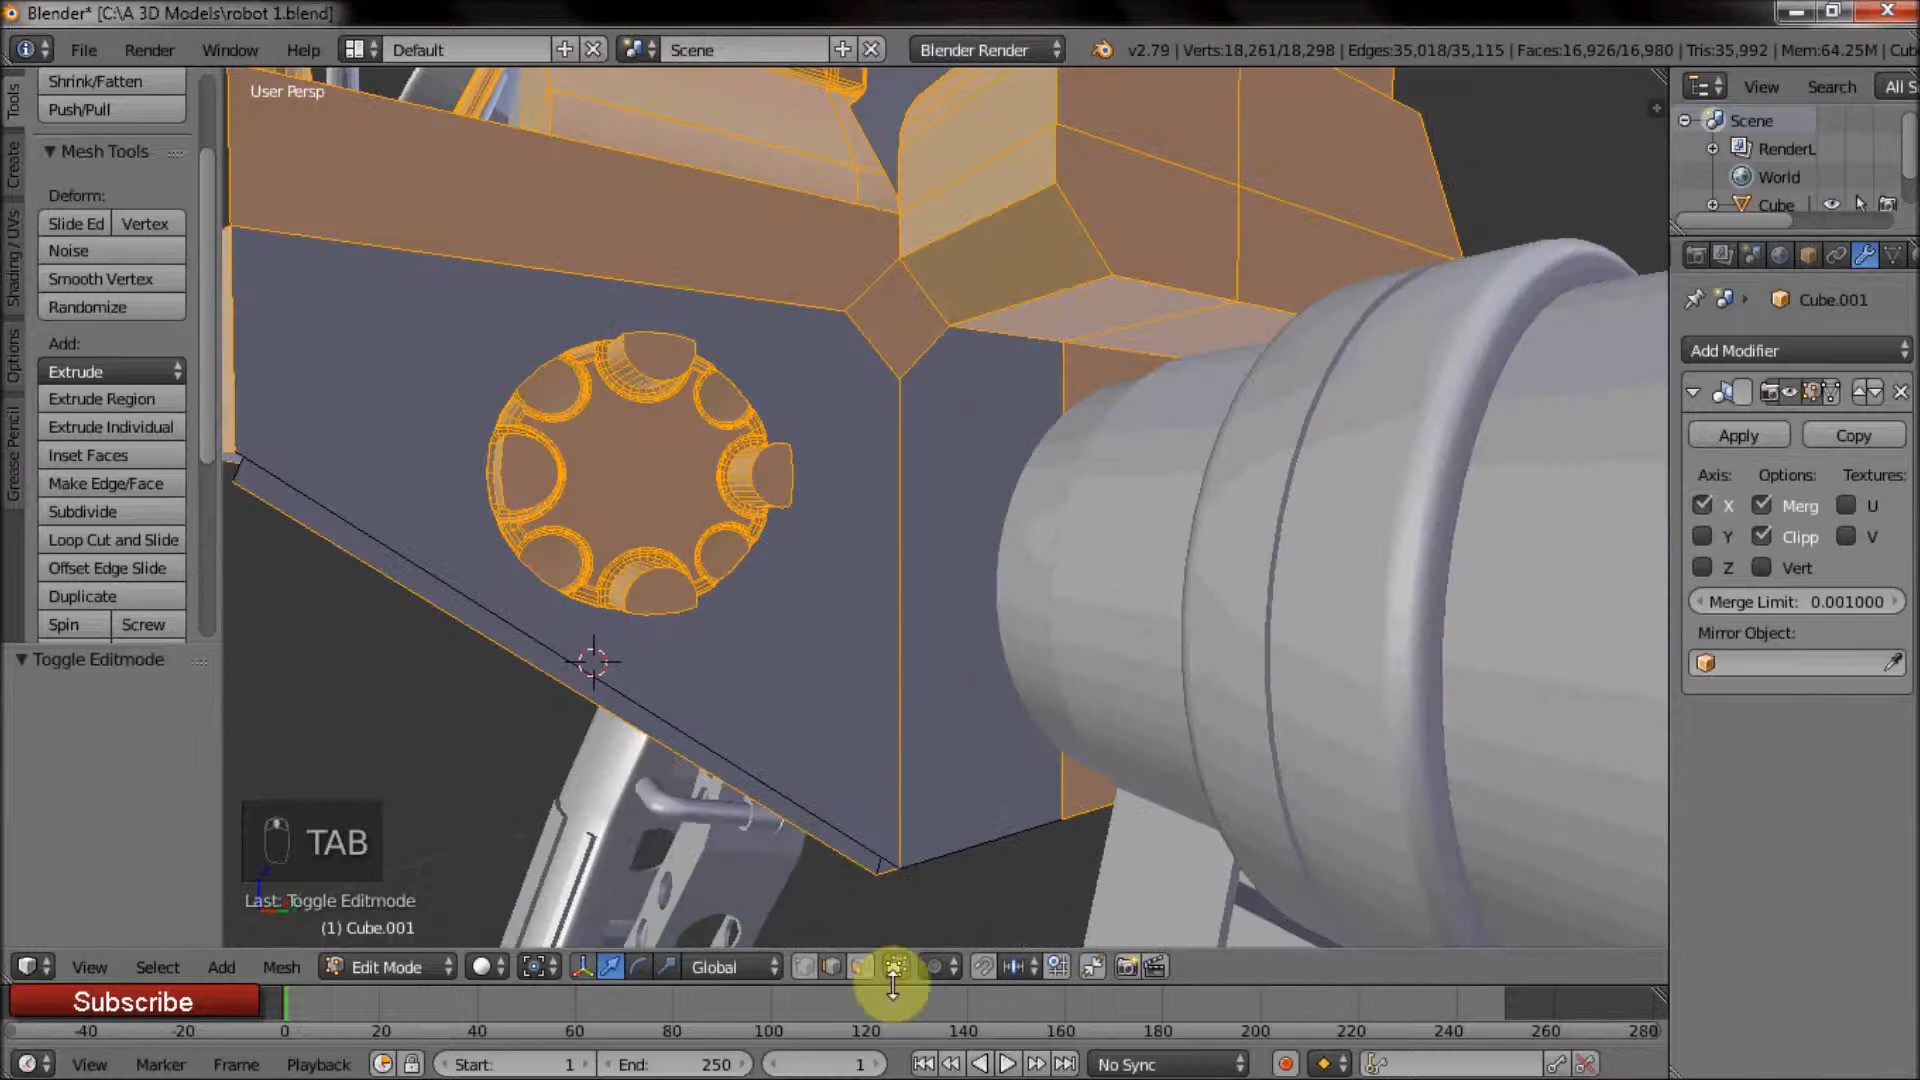 Blender* [C:\A 3D Models\robot 1.blend]
File Render Window Help Default Scene Blender Render v2.79 | Verts:18,261/18,298 | Edges:35,018/35,115 | Faces:16,926/16,980 | Tris:35,992 | Mem:64.25M | Cub
Shrink/Fatten
Push/Pull
Mesh Tools
Deform:
Slide Ed Vertex
Noise
Smooth Vertex
Randomize
Add:
Extrude
Extrude Region
Extrude Individual
Inset Faces
Make Edge/Face
Subdivide
Loop Cut and Slide
Offset Edge Slide
Duplicate
Spin Screw
Toggle Editmode
Tools
Create
Shading / UVs
Options
Grease Pencil
User Persp
TAB
Last: Toggle Editmode
(1) Cube.001
View Search All S
Scene
RenderL
World
Cube
Cube.001
Add Modifier
Apply Copy
Axis: Options: Textures:
X Merg U
Y Clipp V
Z Vert
Merge Limit: 0.001000
Mirror Object:
View Select Add Mesh Edit Mode Global
Subscribe
-40 -20 0 20 40 60 80 100 120 140 160 180 200 220 240 260 280
View Marker Frame Playback Start: 1 End: 250 1 No Sync